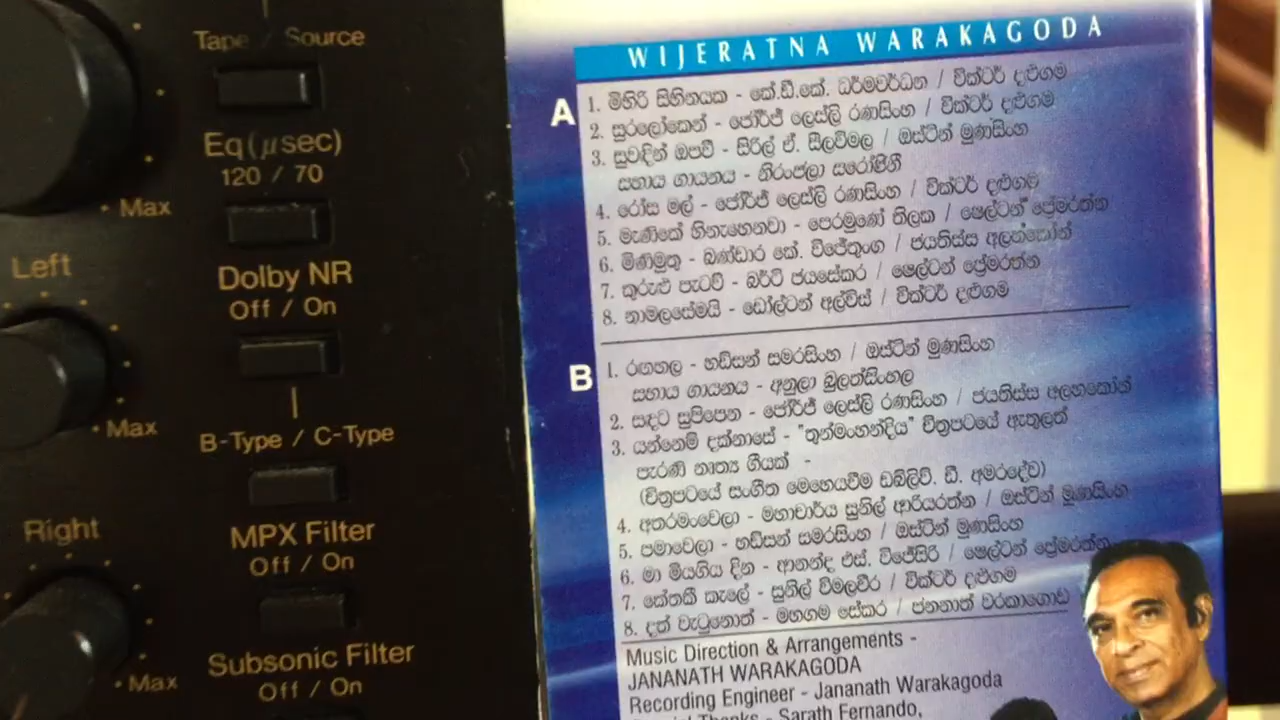 Tape / Source
Eq(µsec)
120 / 70
Max
Left
Dolby NR
Off / On
Max
B-Type / C-Type
Right
MPX Filter
Off / On
Subsonic Filter
Max
Off / On
WIJERATNA WARAKAGODA
A
1. මිහිරි සිහිනයක - කේ.ඩී.කේ. ධර්මවර්ධන / වික්ටර් දළුගම
2. සුරලෝකෙන් - ජෝර්ජ් ලෙස්ලි රණසිංහ / වික්ටර් දළුගම
3. සුවඳින් ඔපවී - සිරිල් ඒ. සීලවිමල / ඔස්ටින් මුණසිංහ
සහාය ගායනය - නිරංජලා සරෝජිනී
4. රෝස මල් - ජෝර්ජ් ලෙස්ලි රණසිංහ / වික්ටර් දළුගම
5. මැණිකේ හිනැහෙනවා - පෙරමුණේ තිලක / ෂෙල්ටන් ප්‍රේමරත්න
6. මිණිමුතු - බණ්ඩාර කේ. විජේතුංග / ජයතිස්ස අලහකෝන්
7. කුරුළු පැටවී - බර්ටි ජයසේකර / ෂෙල්ටන් ප්‍රේමරත්න
8. නාමලසේමයි - ඩෝල්ටන් අල්විස් / වික්ටර් දළුගම
B
1. රඟහල - හඩ්සන් සමරසිංහ / ඔස්ටින් මුණසිංහ
සහාය ගායනය - අනුලා බුලත්සිංහල
2. සඳට සුපිපෙන - ජෝර්ජ් ලෙස්ලි රණසිංහ / ජයතිස්ස අලහකෝන්
3. යන්නෙමි දක්නාසේ - "තුන්මංහන්දිය" චිත්‍රපටයේ ඇතුලත්
පැරණි නෘත්‍ය ගීයක් -
(චිත්‍රපටයේ සංගීත මෙහෙයවීම ඩබ්ලිව්. ඩී. අමරදේව)
4. අතරමංවෙලා - මහාචාර්ය සුනිල් ආරියරත්න / ඔස්ටින් මුණසිංහ
5. පමාවෙලා - හඩ්සන් සමරසිංහ / ඔස්ටින් මුණසිංහ
6. මා මියගිය දින - ආනන්ද එස්. විජේසිරි / ෂෙල්ටන් ප්‍රේමරත්න
7. කේතකී කැලේ - සුනිල් විමලවීර / වික්ටර් දළුගම
8. දත් වැටුනොත් - මහගම සේකර / ජනනාත් වරකාගොඩ
Music Direction & Arrangements -
JANANATH WARAKAGODA
Recording Engineer - Jananath Warakagoda
Special Thanks - Sarath Fernando,